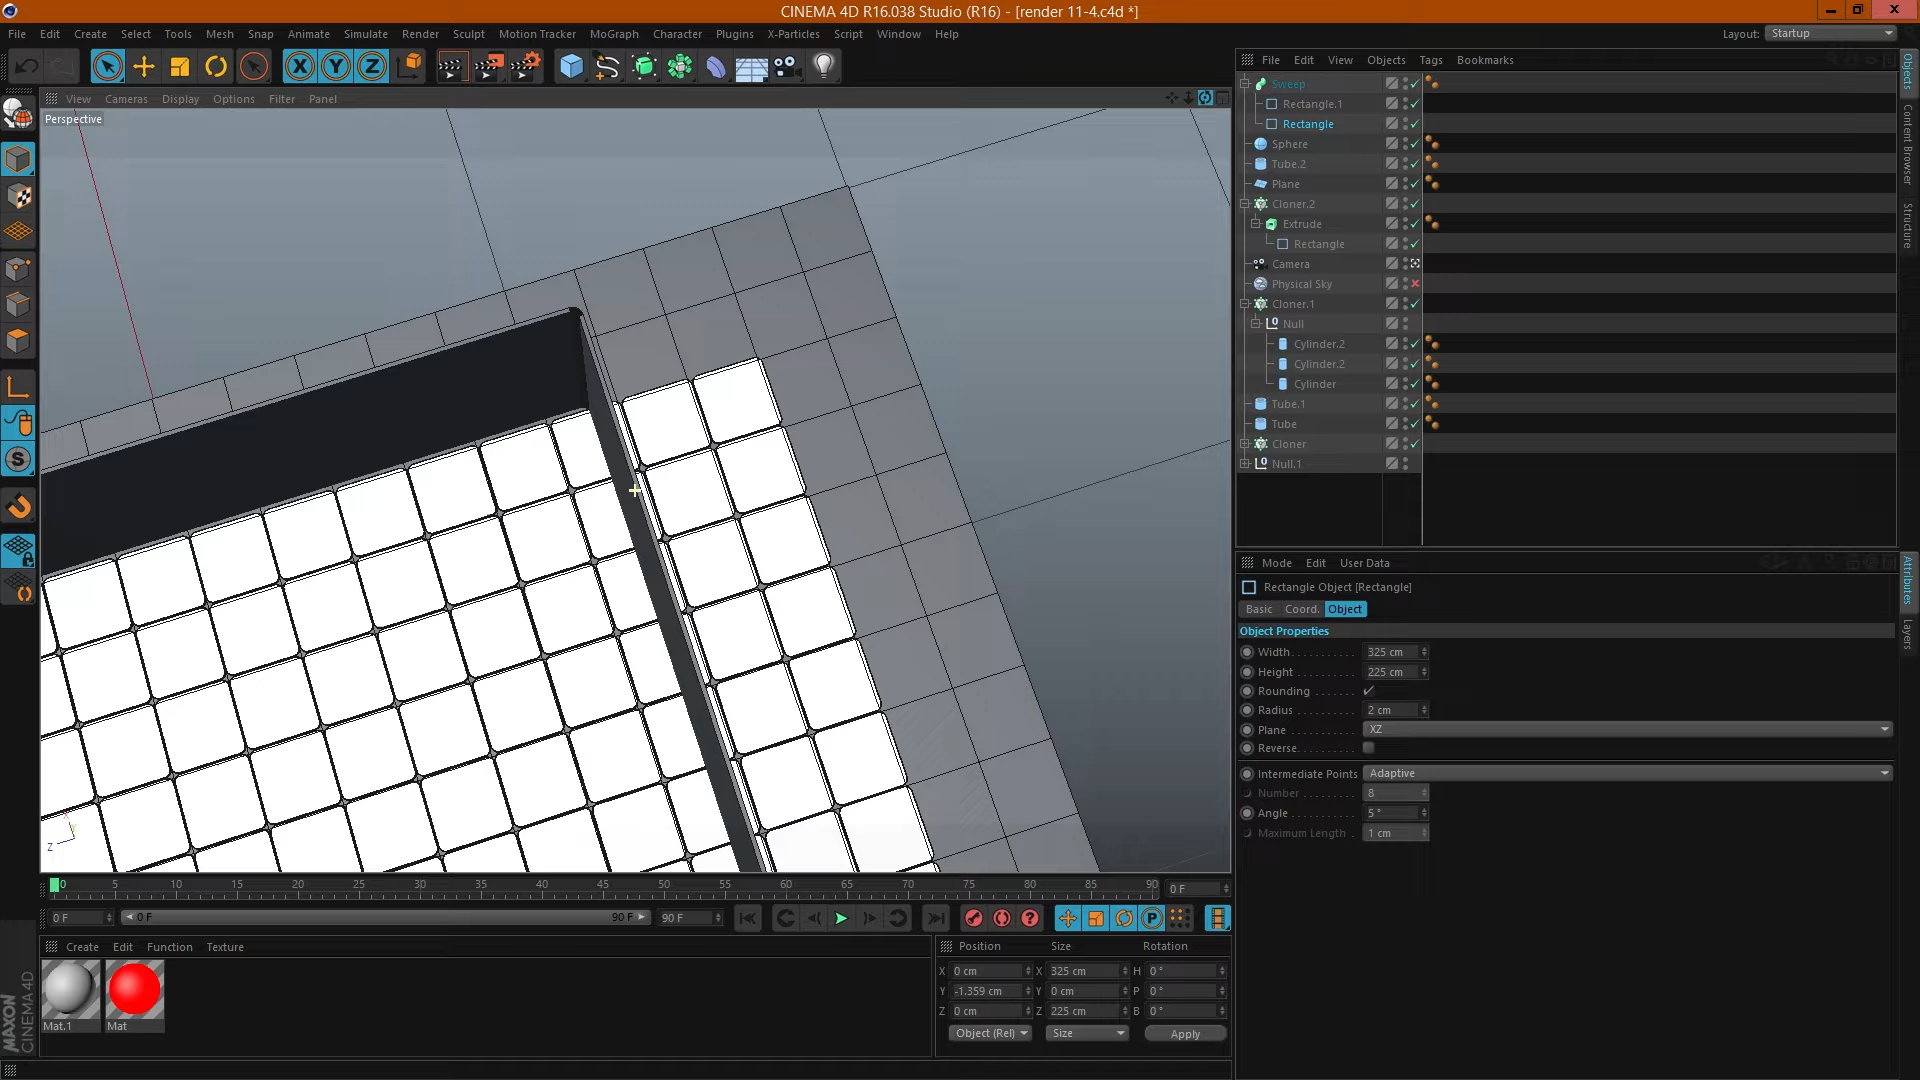 CINEMA 4D R16.038 Studio (R16) - [render 11-4.c4d *]
File Edit Create Select Tools Mesh Snap Animate Simulate Render Sculpt Motion Tracker MoGraph Character Plugins X-Particles Script Window Help
Layout: Startup
View Cameras Display Options Filter Panel
Perspective
Z
File Edit View Objects Tags Bookmarks
Sweep
Rectangle.1
Rectangle
Sphere
Tube.2
Plane
Cloner.2
Extrude
Rectangle
Camera
Physical Sky
Cloner.1
Null
Cylinder.2
Cylinder.2
Cylinder
Tube.1
Tube
Cloner
Null.1
Objects
Content Browser
Structure
Mode Edit User Data
Rectangle Object [Rectangle]
Basic Coord. Object
Object Properties
Width 325 cm
Height 225 cm
Rounding
Radius 2 cm
Plane XZ
Reverse
Intermediate Points Adaptive
Number 8
Angle 5 °
Maximum Length 1 cm
Attributes
Layers
0 5 10 15 20 25 30 35 40 45 50 55 60 65 70 75 80 85 90
0 F
0 F 0 F 90 F 90 F
Create Edit Function Texture
Mat.1 Mat
Position Size Rotation
X 0 cm X 325 cm H 0 °
Y -1.359 cm Y 0 cm P 0 °
Z 0 cm Z 225 cm B 0 °
Object (Rel) Size Apply
MAXON
CINEMA 4D